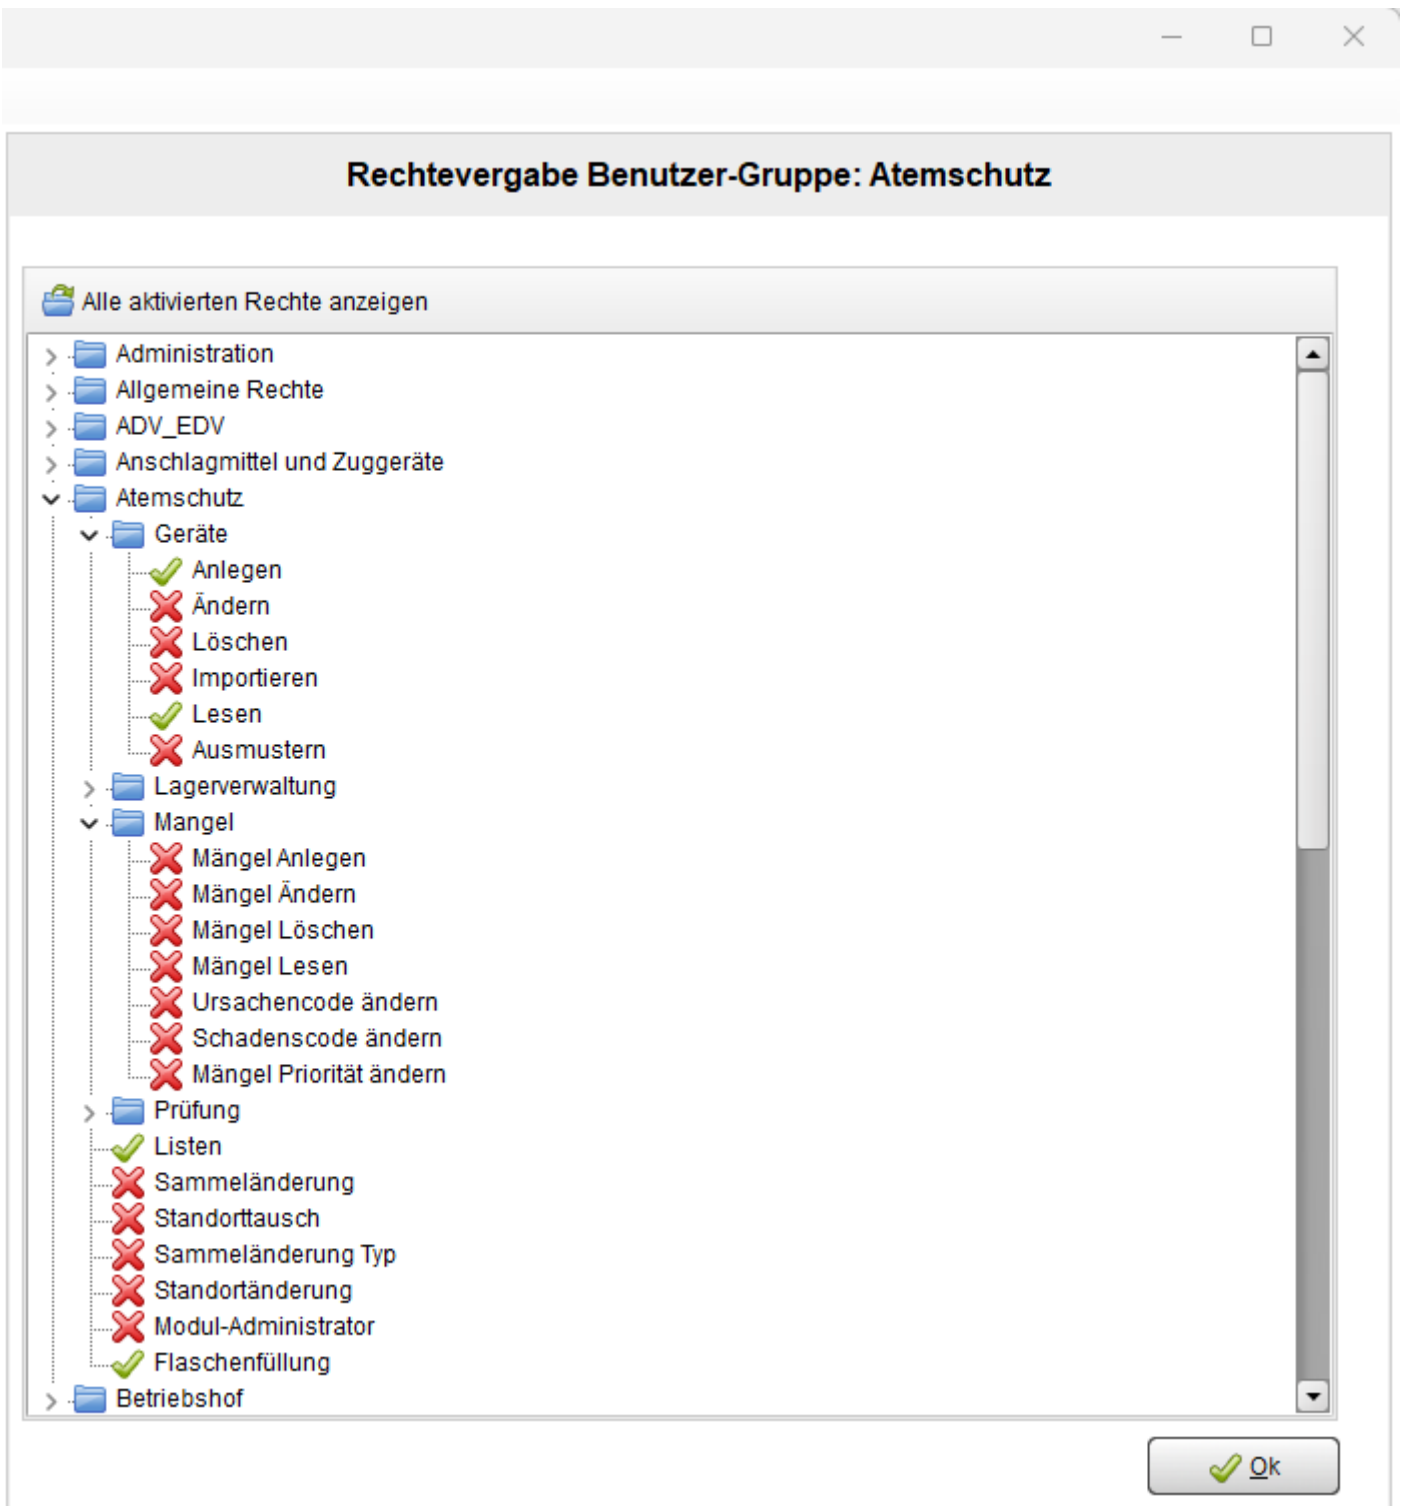 Rechtevergabe Benutzer-Gruppe: Atemschutz
Alle aktivierten Rechte anzeigen
Administration
Allgemeine Rechte
ADV_EDV
Anschlagmittel und Zuggeräte
Atemschutz
Geräte
Anlegen
Ändern
Löschen
Importieren
Lesen
Ausmustern
Lagerverwaltung
Mangel
Mängel Anlegen
Mängel Ändern
Mängel Löschen
Mängel Lesen
Ursachencode ändern
Schadenscode ändern
Mängel Priorität ändern
Prüfung
Listen
Sammeländerung
Standorttausch
Sammeländerung Typ
Standortänderung
Modul-Administrator
Flaschenfüllung
Betriebshof
Ok